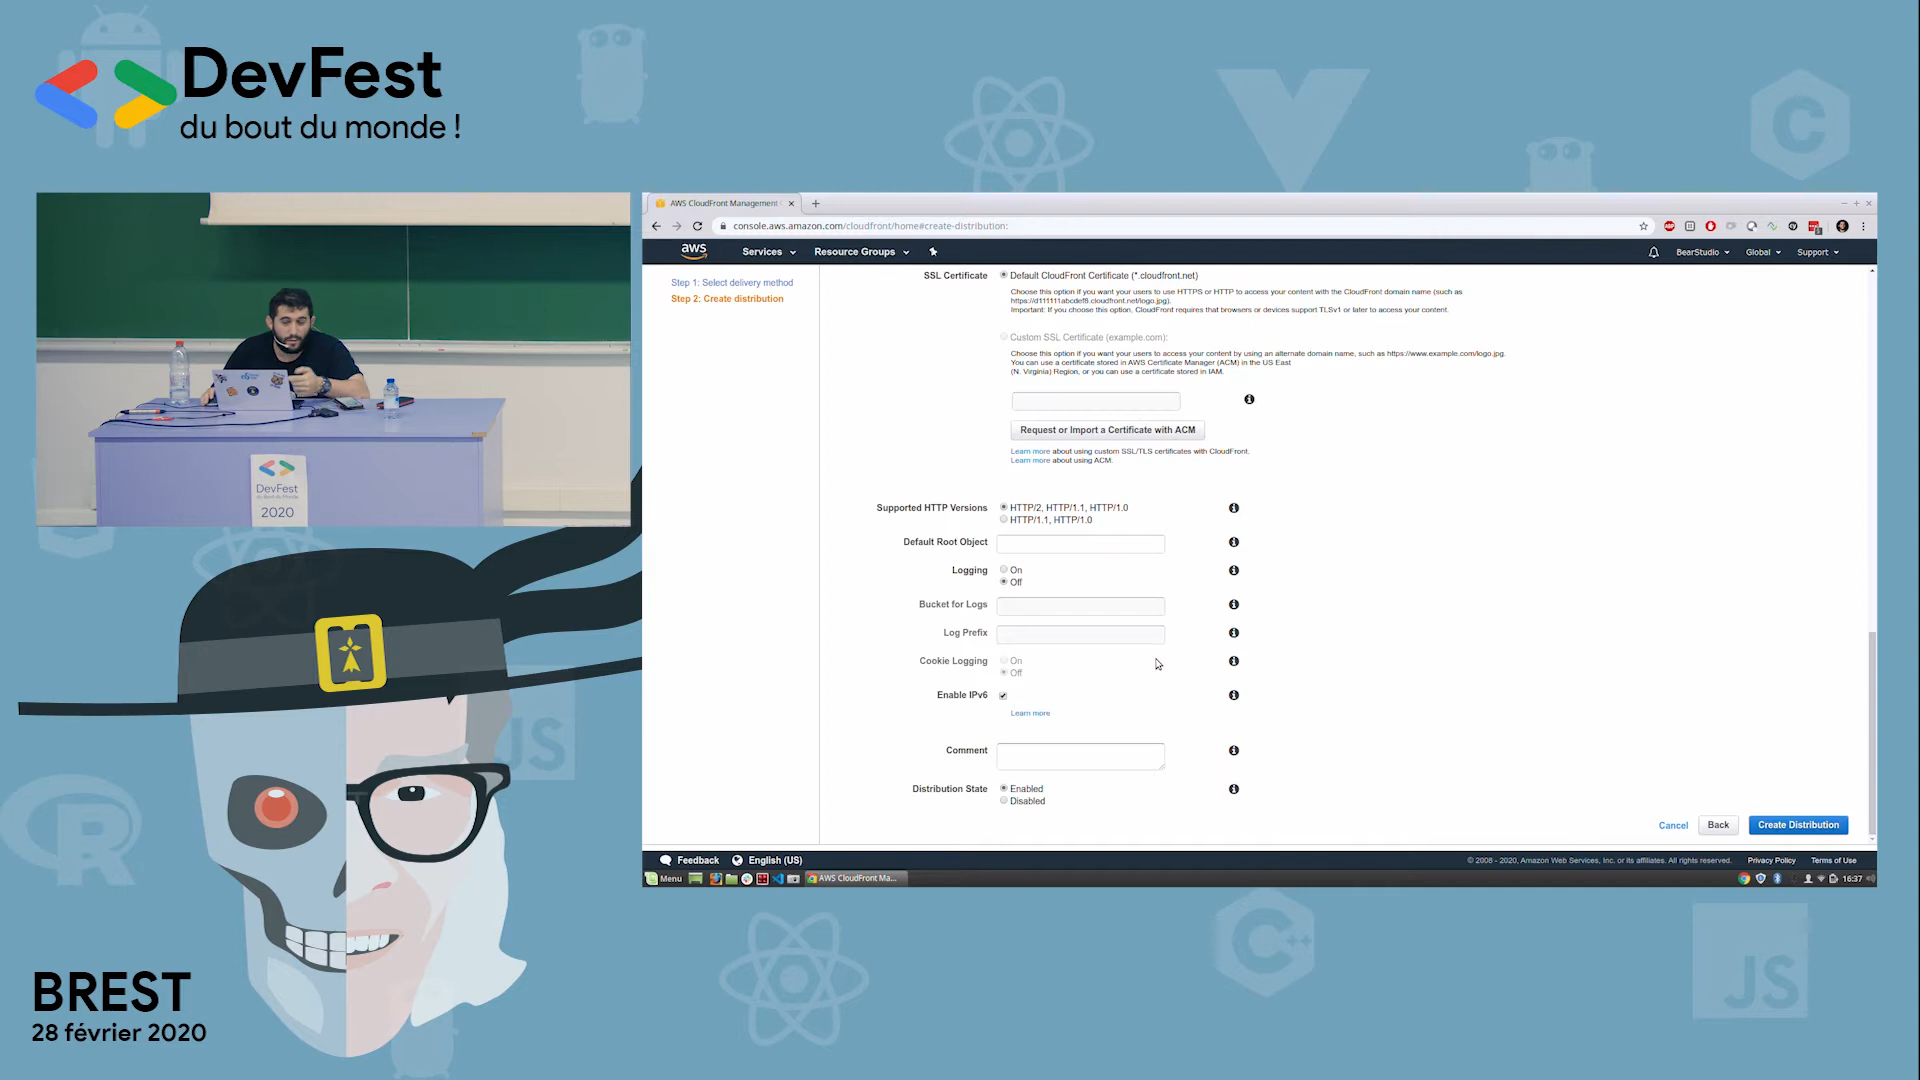 DevFest
du bout du monde !
DevFest
du Bout du Monde
2020
BREST
28 février 2020
AWS CloudFront Management
console.aws.amazon.com/cloudfront/home#create-distribution:
aws
Services
Resource Groups
BearStudio
Global
Support
Step 1: Select delivery method
Step 2: Create distribution
SSL Certificate
Default CloudFront Certificate (*.cloudfront.net)
Choose this option if you want your users to use HTTPS or HTTP to access your content with the CloudFront domain name (such as
https://d111111abcdef8.cloudfront.net/logo.jpg).
Important: If you choose this option, CloudFront requires that browsers or devices support TLSv1 or later to access your content.
Custom SSL Certificate (example.com):
Choose this option if you want your users to access your content by using an alternate domain name, such as https://www.example.com/logo.jpg.
You can use a certificate stored in AWS Certificate Manager (ACM) in the US East
(N. Virginia) Region, or you can use a certificate stored in IAM.
Request or Import a Certificate with ACM
Learn more about using custom SSL/TLS certificates with CloudFront.
Learn more about using ACM.
Supported HTTP Versions
HTTP/2, HTTP/1.1, HTTP/1.0
HTTP/1.1, HTTP/1.0
Default Root Object
Logging
On
Off
Bucket for Logs
Log Prefix
Cookie Logging
On
Off
Enable IPv6
Learn more
Comment
Distribution State
Enabled
Disabled
Cancel
Back
Create Distribution
Feedback
English (US)
© 2008 - 2020, Amazon Web Services, Inc. or its affiliates. All rights reserved.
Privacy Policy
Terms of Use
Menu
AWS CloudFront Ma...
16:37
C
JS
R
C++
JS